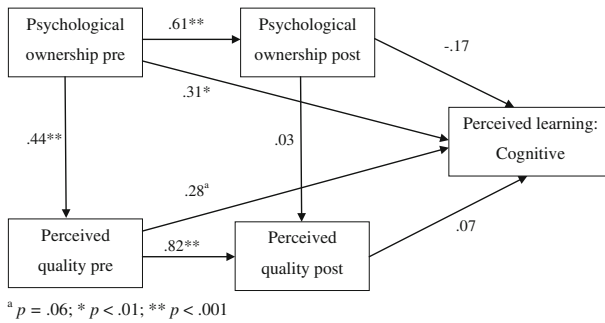 Psychological
ownership pre
.61**
Psychological
ownership post
-.17
.31*
Perceived learning:
Cognitive
.44**
.03
.28ᵃ
Perceived
quality pre
.82**
Perceived
quality post
.07
ᵃ p = .06; * p < .01; ** p < .001